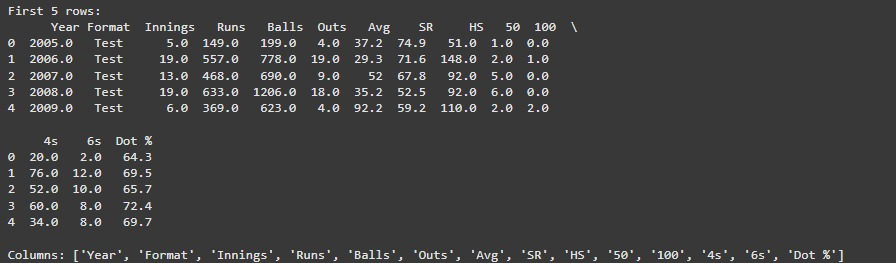 First 5 rows:
Year Format Innings Runs Balls Outs Avg SR HS 50 100 \
0 2005.0 Test 5.0 149.0 199.0 4.0 37.2 74.9 51.0 1.0 0.0
1 2006.0 Test 19.0 557.0 778.0 19.0 29.3 71.6 148.0 2.0 1.0
2 2007.0 Test 13.0 468.0 690.0 9.0 52 67.8 92.0 5.0 0.0
3 2008.0 Test 19.0 633.0 1206.0 18.0 35.2 52.5 92.0 6.0 0.0
4 2009.0 Test 6.0 369.0 623.0 4.0 92.2 59.2 110.0 2.0 2.0
4s 6s Dot %
0 20.0 2.0 64.3
1 76.0 12.0 69.5
2 52.0 10.0 65.7
3 60.0 8.0 72.4
4 34.0 8.0 69.7
Columns: ['Year', 'Format', 'Innings', 'Runs', 'Balls', 'Outs', 'Avg', 'SR', 'HS', '50', '100', '4s', '6s', 'Dot %']